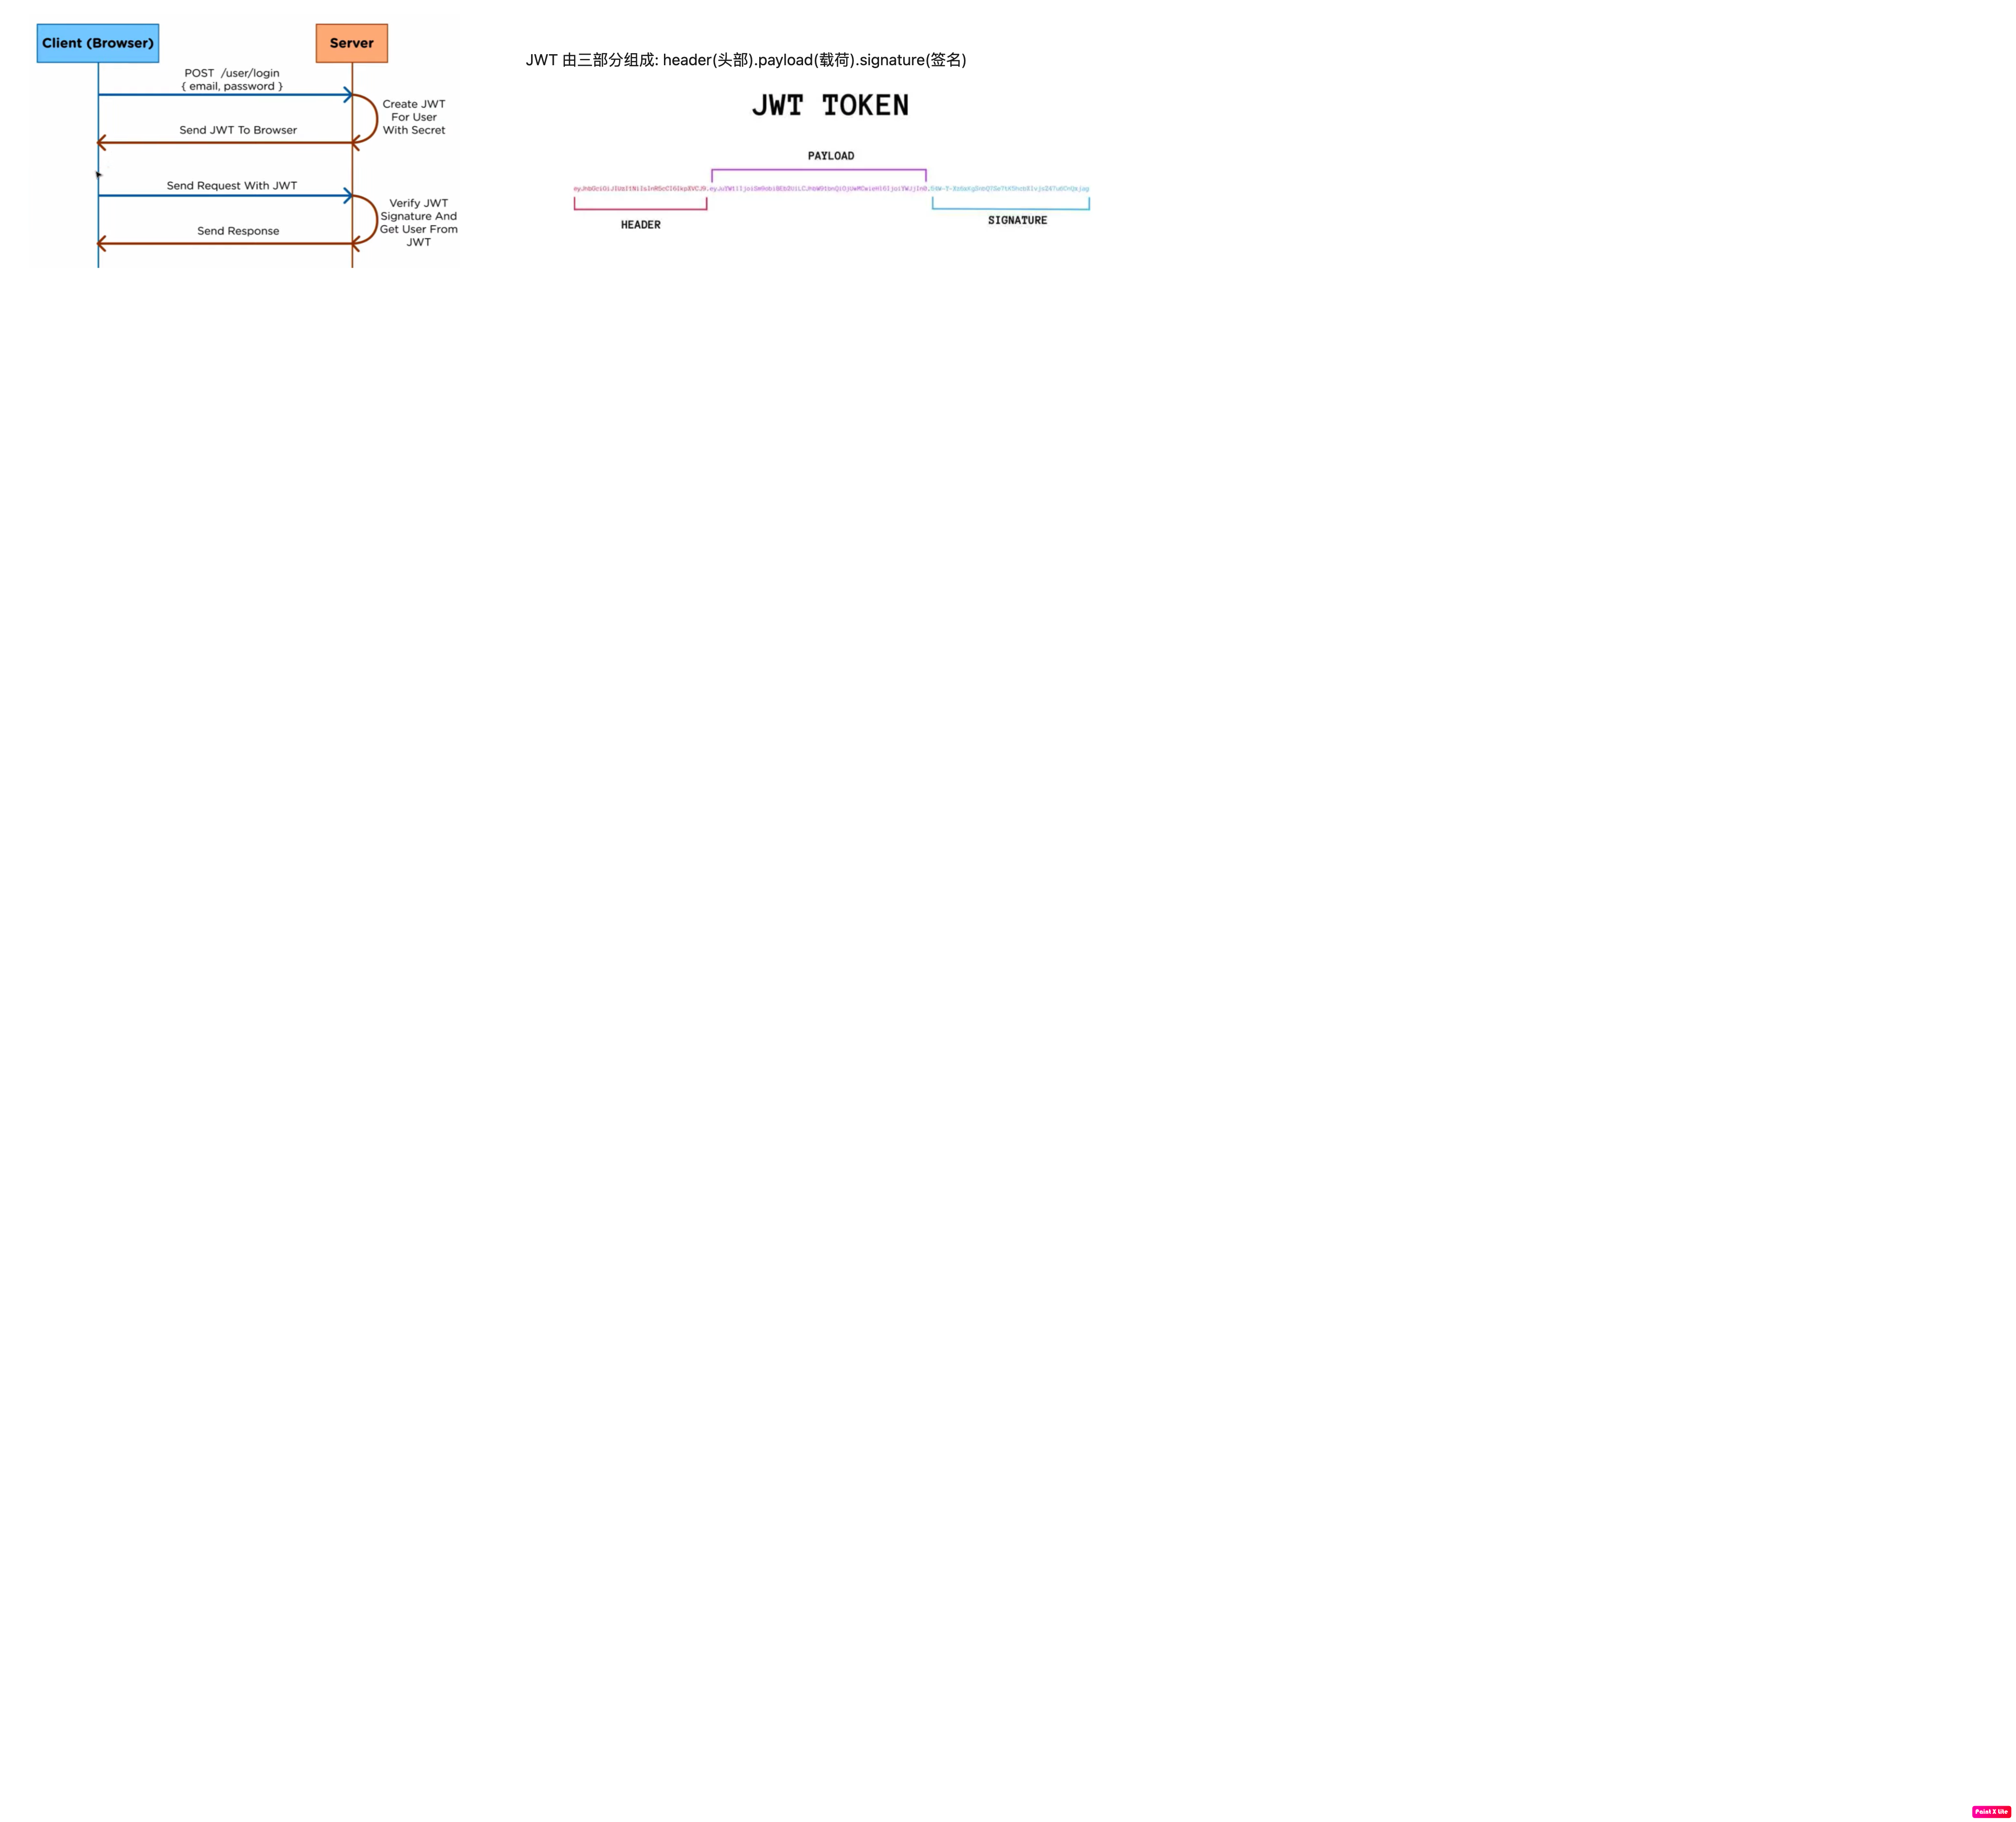 Client (Browser)
Server
POST /user/login
{ email, password }
Create JWT
For User
With Secret
Send JWT To Browser
Send Request With JWT
Verify JWT
Signature And
Get User From
JWT
Send Response
JWT 由三部分组成: header(头部).payload(载荷).signature(签名)
JWT TOKEN
PAYLOAD
HEADER
SIGNATURE
Paint X Lite